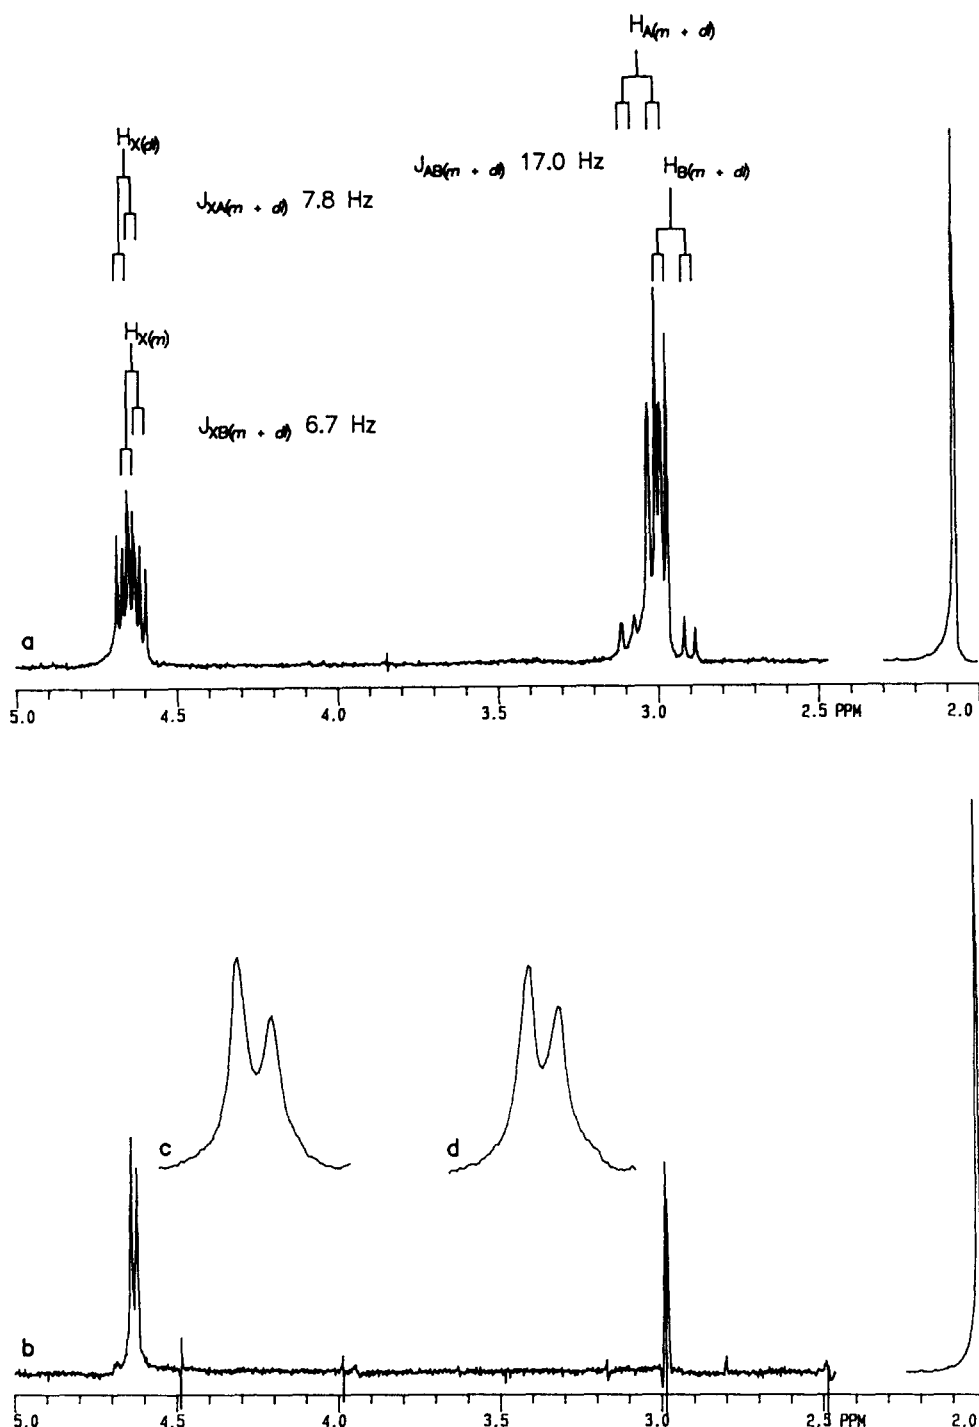 H_A(m + dl)
H_X(dl)
J_AB(m + dl) 17.0 Hz
H_B(m + dl)
J_XA(m + dl) 7.8 Hz
H_X(m)
J_XB(m + dl) 6.7 Hz
a
5.0 4.5 4.0 3.5 3.0 2.5 PPM 2.0
c d
b
5.0 4.5 4.0 3.5 3.0 2.5 PPM 2.0